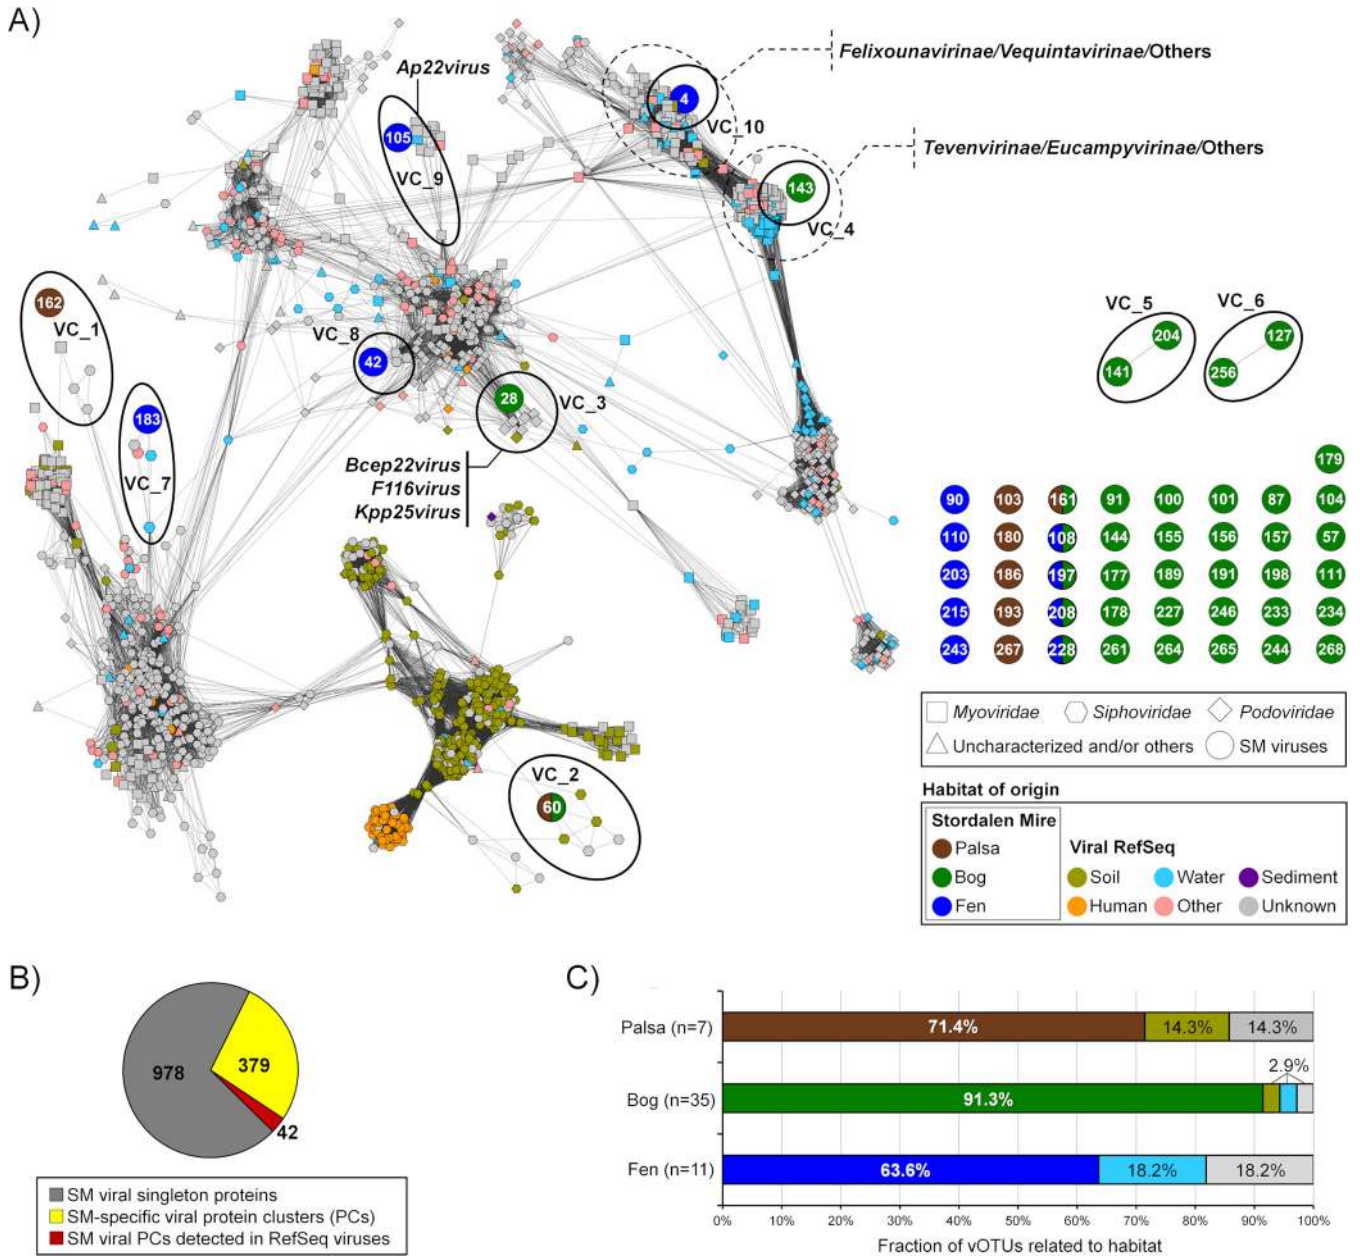 A)
Felixounavirinae/Vequintavirinae/Others
Ap22virus
4
VC_10
105
Tevenvirinae/Eucampyvirinae/Others
VC_9
143
VC_4
162
VC_1
VC_5
VC_6
204
127
141
256
VC_8
42
28
VC_3
183
VC_7
Bcep22virus
F116virus
Kpp25virus
179
90 103 161 91 100 101 87 104
110 180 108 144 155 156 157 57
203 186 197 177 189 191 198 111
215 193 208 178 227 246 233 234
243 267 228 261 264 265 244 268
Myoviridae Siphoviridae Podoviridae
Uncharacterized and/or others SM viruses
VC_2
60
Habitat of origin
Stordalen Mire
Palsa
Bog
Fen
Viral RefSeq
Soil Water Sediment
Human Other Unknown
B)
978
379
42
SM viral singleton proteins
SM-specific viral protein clusters (PCs)
SM viral PCs detected in RefSeq viruses
C)
Palsa (n=7) 71.4% 14.3% 14.3%
2.9%
Bog (n=35) 91.3%
Fen (n=11) 63.6% 18.2% 18.2%
0% 10% 20% 30% 40% 50% 60% 70% 80% 90% 100%
Fraction of vOTUs related to habitat